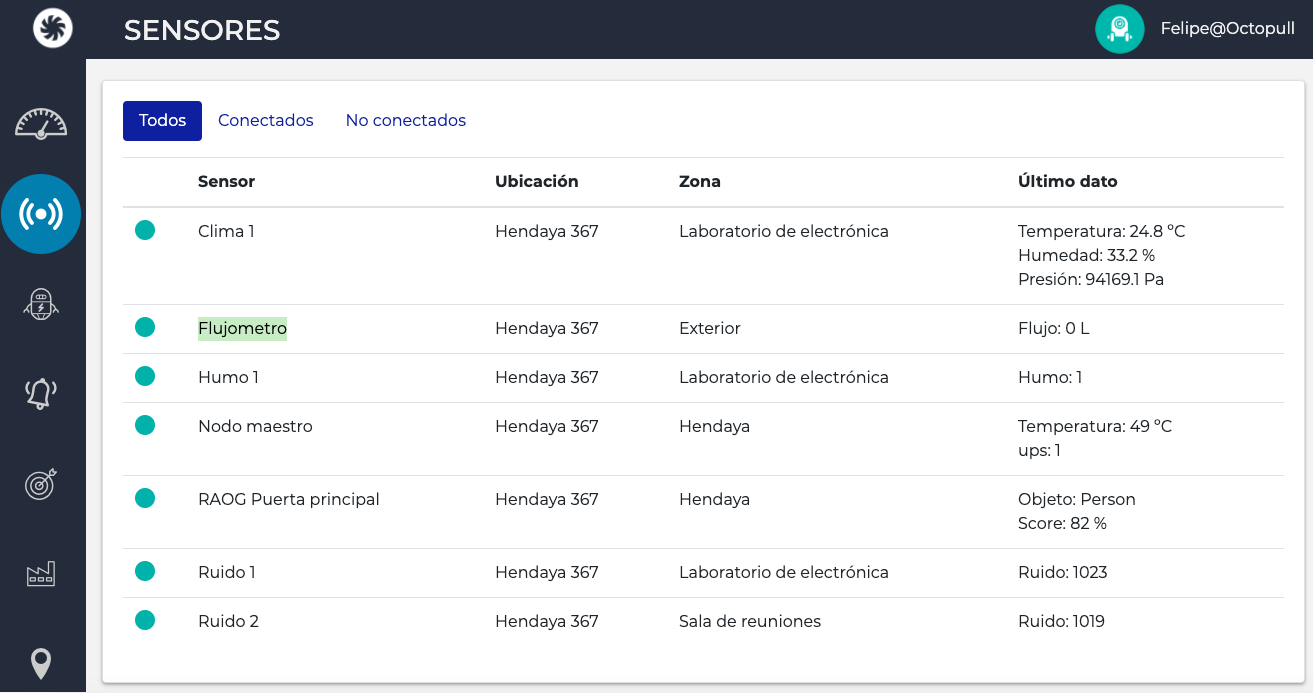 SENSORES
Felipe@Octopull
Todos Conectados No conectados
Sensor Ubicación Zona Último dato
Clima 1 Hendaya 367 Laboratorio de electrónica Temperatura: 24.8 ºC
Humedad: 33.2 %
Presión: 94169.1 Pa
Flujometro Hendaya 367 Exterior Flujo: 0 L
Humo 1 Hendaya 367 Laboratorio de electrónica Humo: 1
Nodo maestro Hendaya 367 Hendaya Temperatura: 49 ºC
ups: 1
RAOG Puerta principal Hendaya 367 Hendaya Objeto: Person
Score: 82 %
Ruido 1 Hendaya 367 Laboratorio de electrónica Ruido: 1023
Ruido 2 Hendaya 367 Sala de reuniones Ruido: 1019